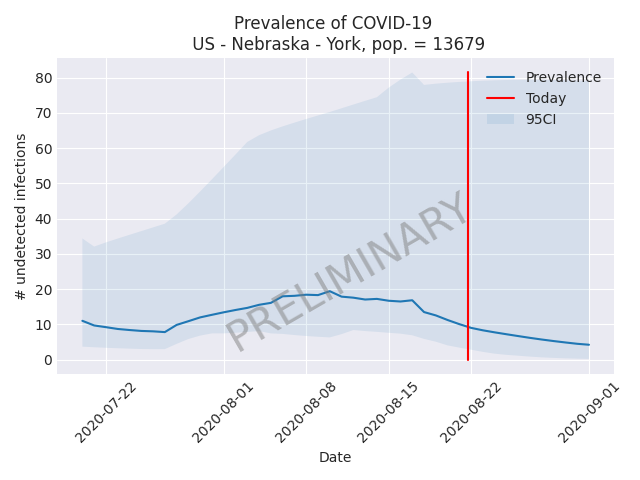 Prevalence of COVID-19
US - Nebraska - York, pop. = 13679
Prevalence
Today
95CI
80
70
60
50
40
30
20
10
0
# undetected infections
PRELIMINARY
2020-07-22
2020-08-01
2020-08-08
2020-08-15
2020-08-22
2020-09-01
Date